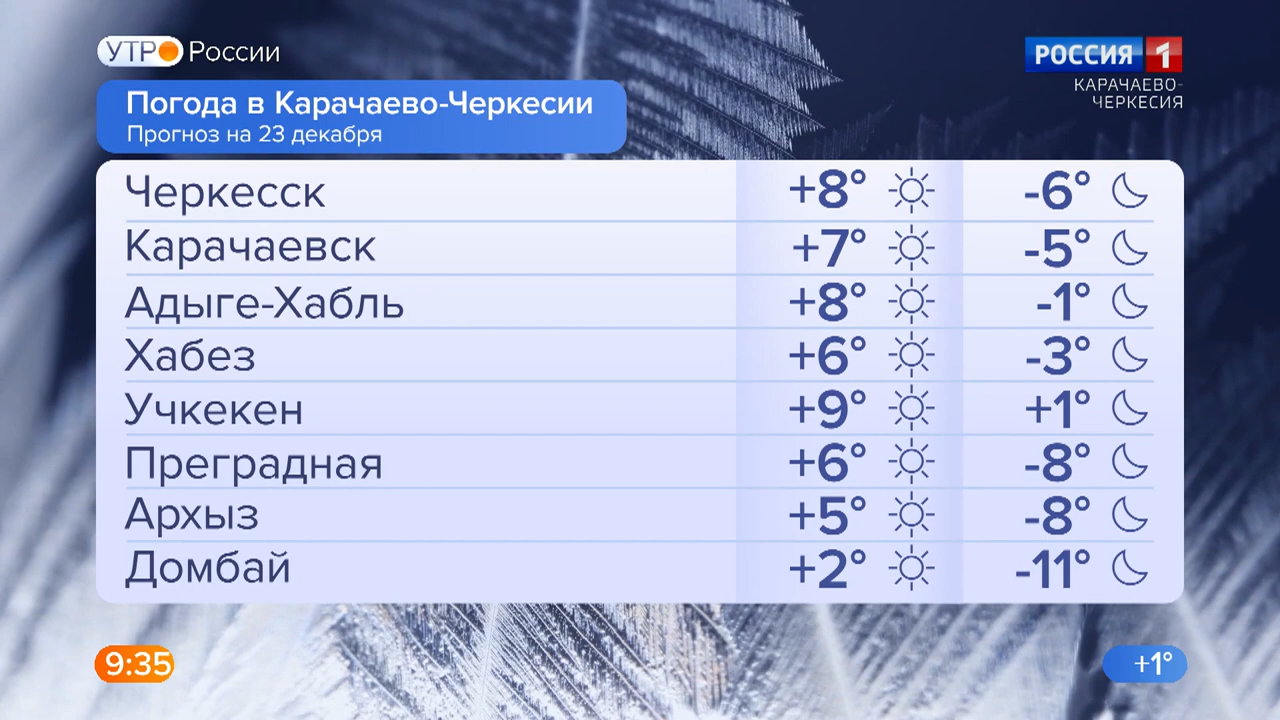 УТРО России
РОССИЯ 1
КАРАЧАЕВО-
ЧЕРКЕСИЯ
Погода в Карачаево-Черкесии
Прогноз на 23 декабря
Черкесск +8° -6°
Карачаевск +7° -5°
Адыге-Хабль +8° -1°
Хабез +6° -3°
Учкекен +9° +1°
Преградная +6° -8°
Архыз +5° -8°
Домбай +2° -11°
9:35
+1°